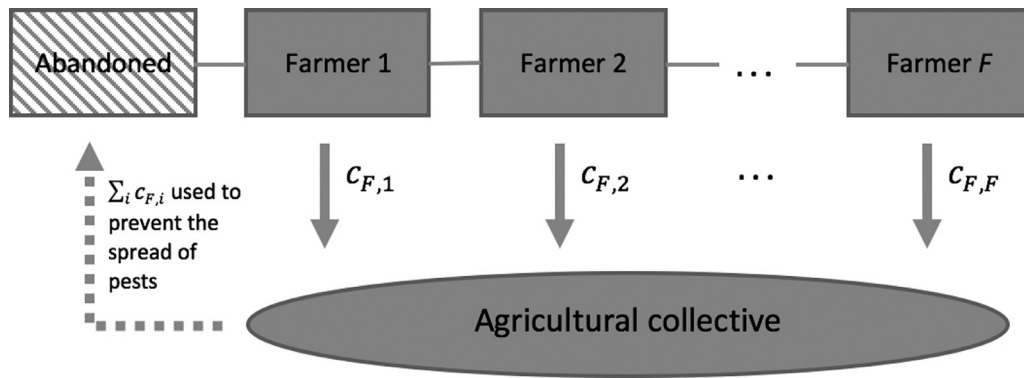 Abandoned
Farmer 1
Farmer 2
...
Farmer F
∑ᵢ c_{F,i} used to
prevent the
spread of
pests
c_{F,1}
c_{F,2}
...
c_{F,F}
Agricultural collective